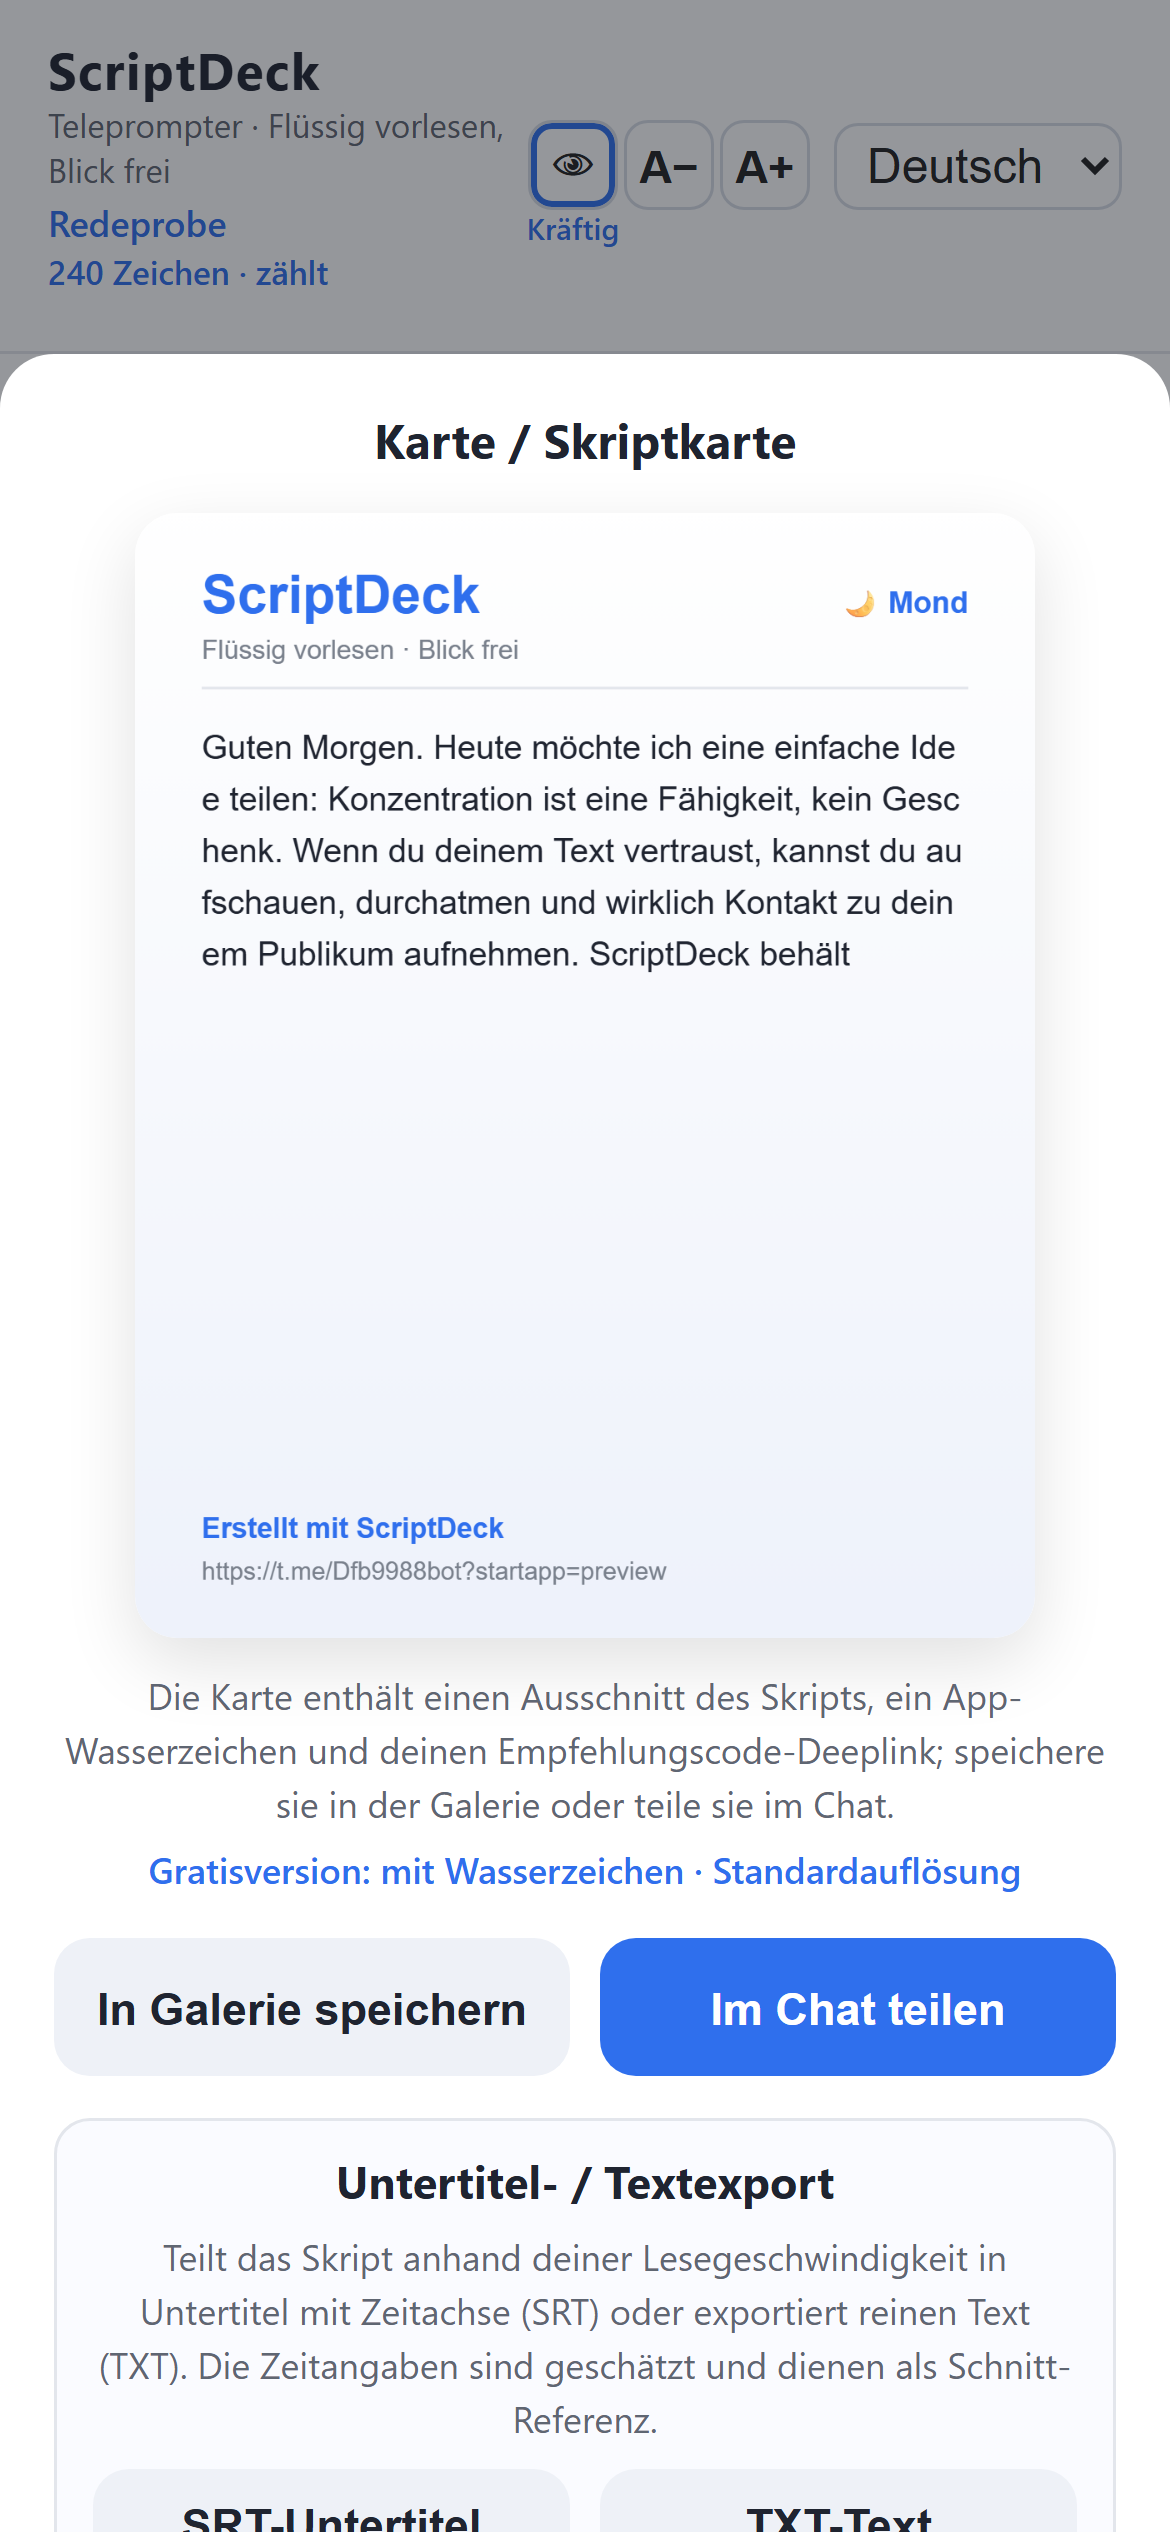 ScriptDeck
Teleprompter · Flüssig vorlesen,
Blick frei
Redeprobe
240 Zeichen · zählt
A−
A+
Deutsch
Kräftig
Karte / Skriptkarte
ScriptDeck
🌙 Mond
Flüssig vorlesen · Blick frei
Guten Morgen. Heute möchte ich eine einfache Ide
e teilen: Konzentration ist eine Fähigkeit, kein Gesc
henk. Wenn du deinem Text vertraust, kannst du au
fschauen, durchatmen und wirklich Kontakt zu dein
em Publikum aufnehmen. ScriptDeck behält
Erstellt mit ScriptDeck
https://t.me/Dfb9988bot?startapp=preview
Die Karte enthält einen Ausschnitt des Skripts, ein App-
Wasserzeichen und deinen Empfehlungscode-Deeplink; speichere
sie in der Galerie oder teile sie im Chat.
Gratisversion: mit Wasserzeichen · Standardauflösung
In Galerie speichern
Im Chat teilen
Untertitel- / Textexport
Teilt das Skript anhand deiner Lesegeschwindigkeit in
Untertitel mit Zeitachse (SRT) oder exportiert reinen Text
(TXT). Die Zeitangaben sind geschätzt und dienen als Schnitt-
Referenz.
SRT-Untertitel
TXT-Text